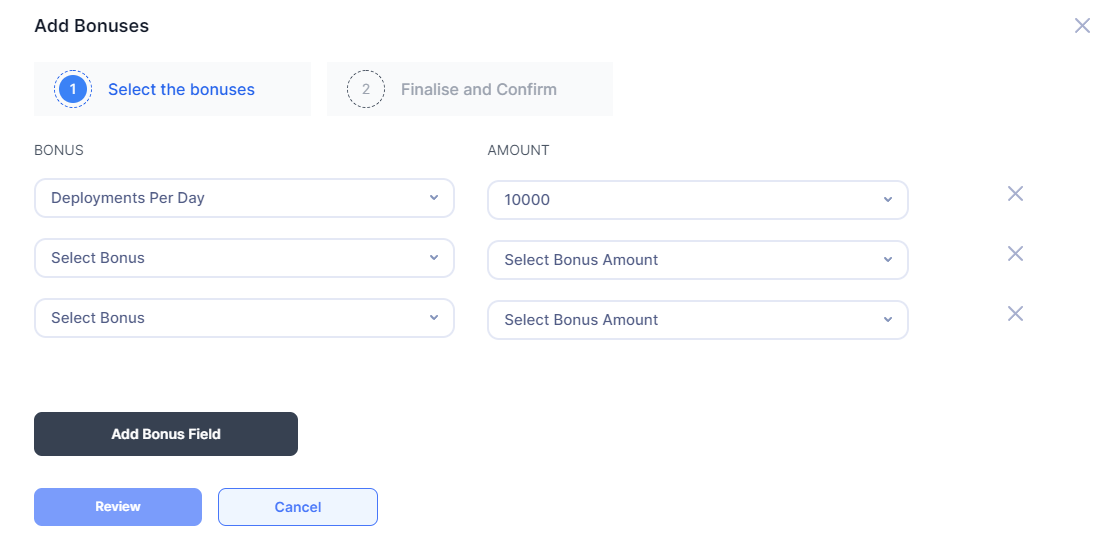 Add Bonuses
1 Select the bonuses 2 Finalise and Confirm
BONUS AMOUNT
Deployments Per Day 10000
Select Bonus Select Bonus Amount
Select Bonus Select Bonus Amount
Add Bonus Field
Review Cancel